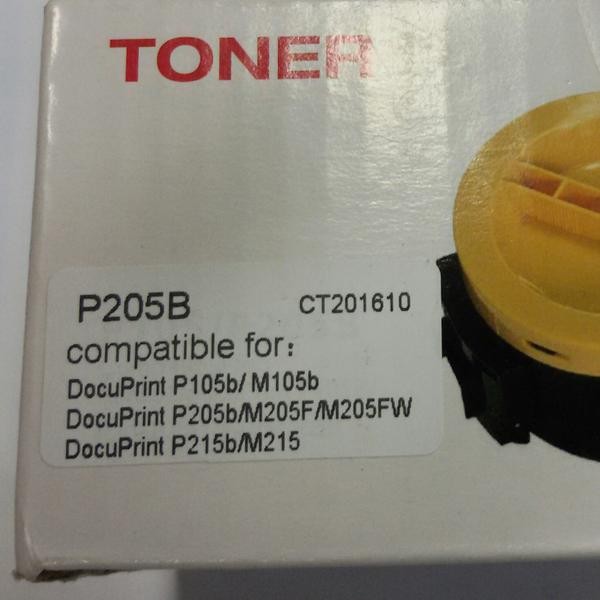 TONER
P205B CT201610
compatible for:
DocuPrint P105b/ M105b
DocuPrint P205b/M205F/M205FW
DocuPrint P215b/M215